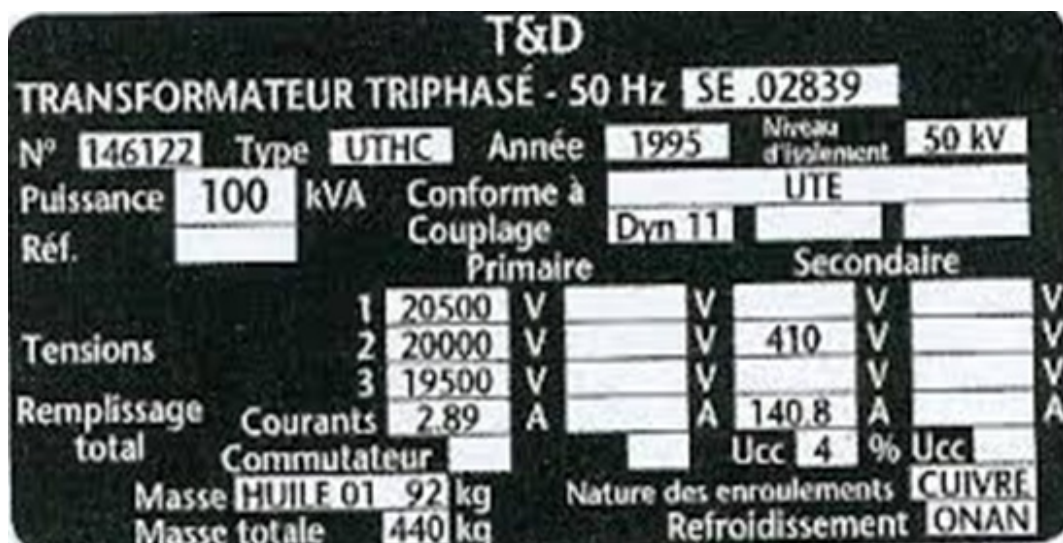 T&D
TRANSFORMATEUR TRIPHASÉ - 50 Hz SE .02839
Nº 146122 Type UTHC Année 1995 Niveau d'isolement 50 kV
Puissance 100 kVA Conforme à UTE
Réf. Couplage Dyn 11
Primaire Secondaire
1 20500 V V V V
Tensions 2 20000 V V 410 V V
3 19500 V V V V
Remplissage total Courants 2.89 A A 140.8 A A
Commutateur Ucc 4 % Ucc
Masse HUILE 01 92 kg Nature des enroulements CUIVRE
Masse totale 440 kg Refroidissement ONAN